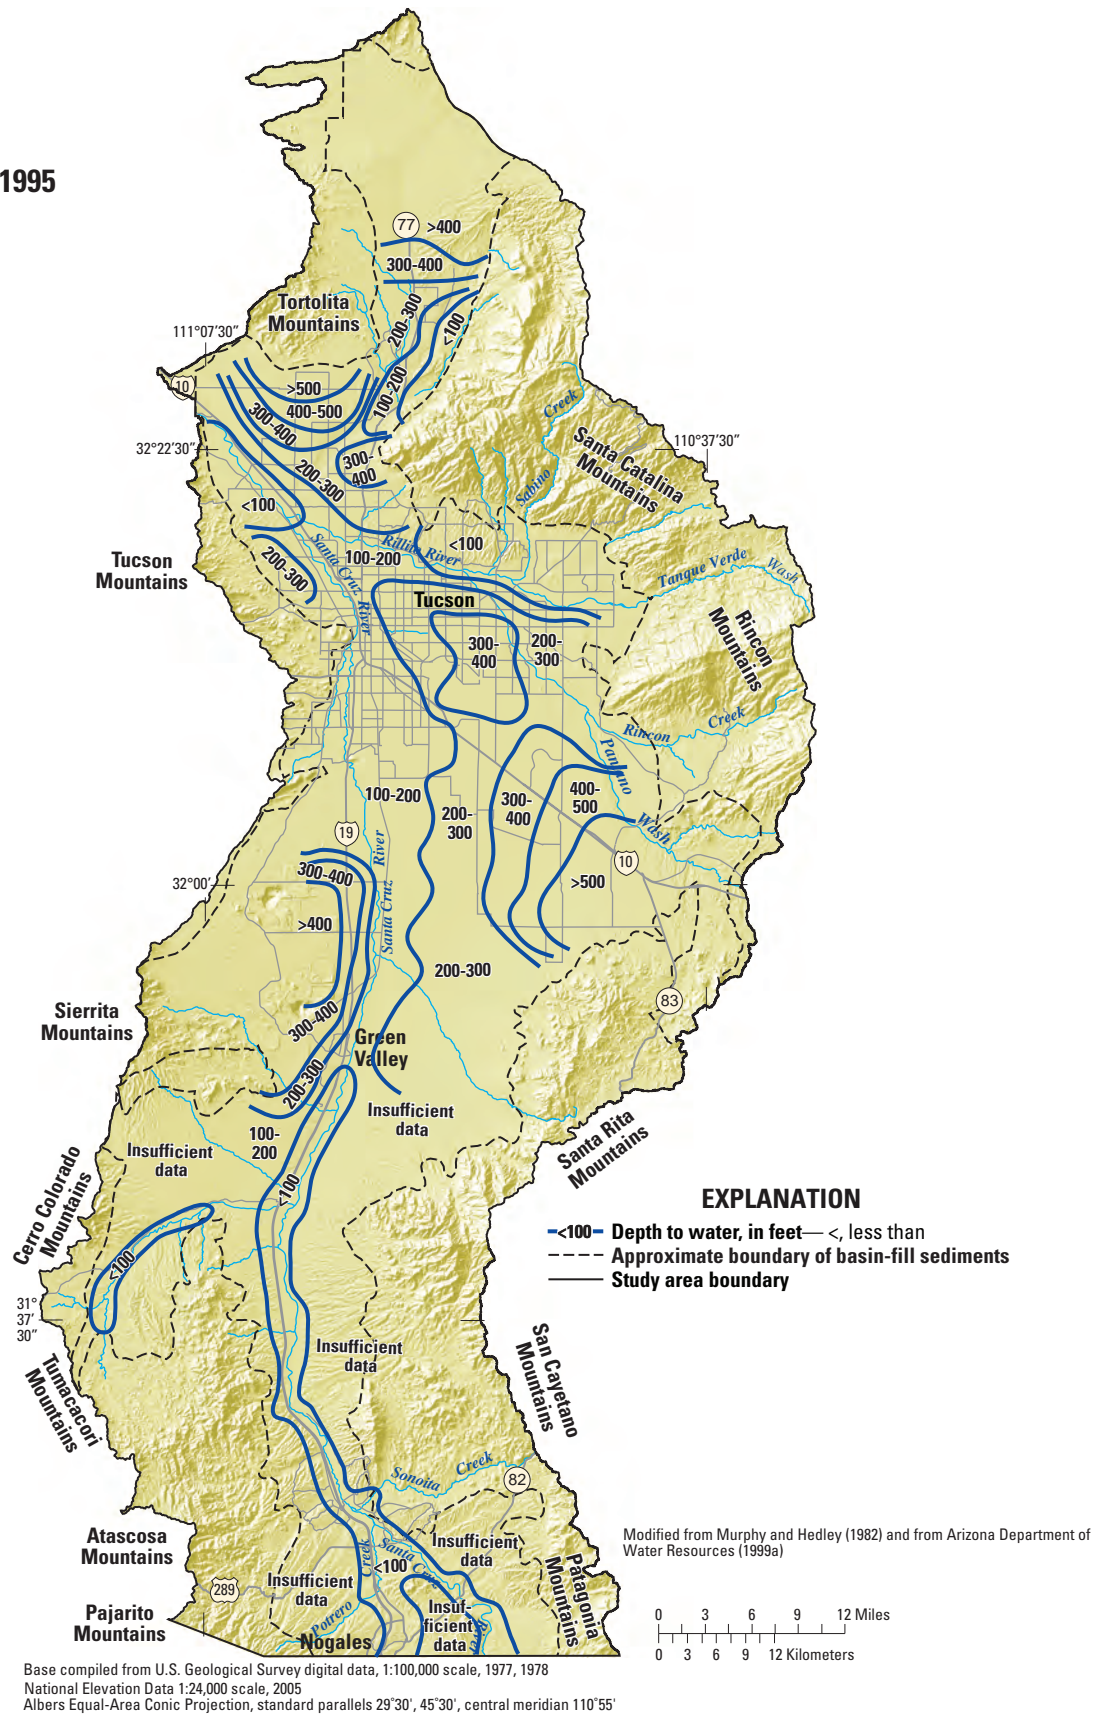 1995
77
>400
300-400
Tortolita
Mountains
200-300
<100
111°07'30"
10
>500
400-500
300-400
100-200
Creek
Santa Catalina
Mountains
110°37'30"
32°22'30"
300-
400
200-300
Sabino
<100
Tucson
Mountains
200-300
Santa Cruz
River
100-200
Rillito River
<100
Tanque Verde
Wash
Tucson
300-
400
200-
300
Rincon
Mountains
Rincon
Creek
Pantano
Wash
100-200
200-
300
300-
400
400-
500
19
River
Santa Cruz
10
300-400
32°00'
>500
>400
200-300
83
Sierrita
Mountains
300-400
Green
Valley
200-300
Insufficient
data
100-
200
Santa Rita
Mountains
Insufficient
data
Cerro Colorado
Mountains
<100
<100
EXPLANATION
<100 Depth to water, in feet— <, less than
Approximate boundary of basin-fill sediments
Study area boundary
31°
37'
30"
Tumacacori
Mountains
Insufficient
data
San Cayetano
Mountains
Sonoita
Creek
82
Atascosa
Mountains
Insufficient
data
Modified from Murphy and Hedley (1982) and from Arizona Department of
Water Resources (1999a)
Creek
Santa Cruz
<100
Patagonia
Mountains
289
Insufficient
data
Pajarito
Mountains
Potrero
Insuf-
ficient
data
River
Nogales
0 3 6 9 12 Miles
0 3 6 9 12 Kilometers
Base compiled from U.S. Geological Survey digital data, 1:100,000 scale, 1977, 1978
National Elevation Data 1:24,000 scale, 2005
Albers Equal-Area Conic Projection, standard parallels 29°30', 45°30', central meridian 110°55'